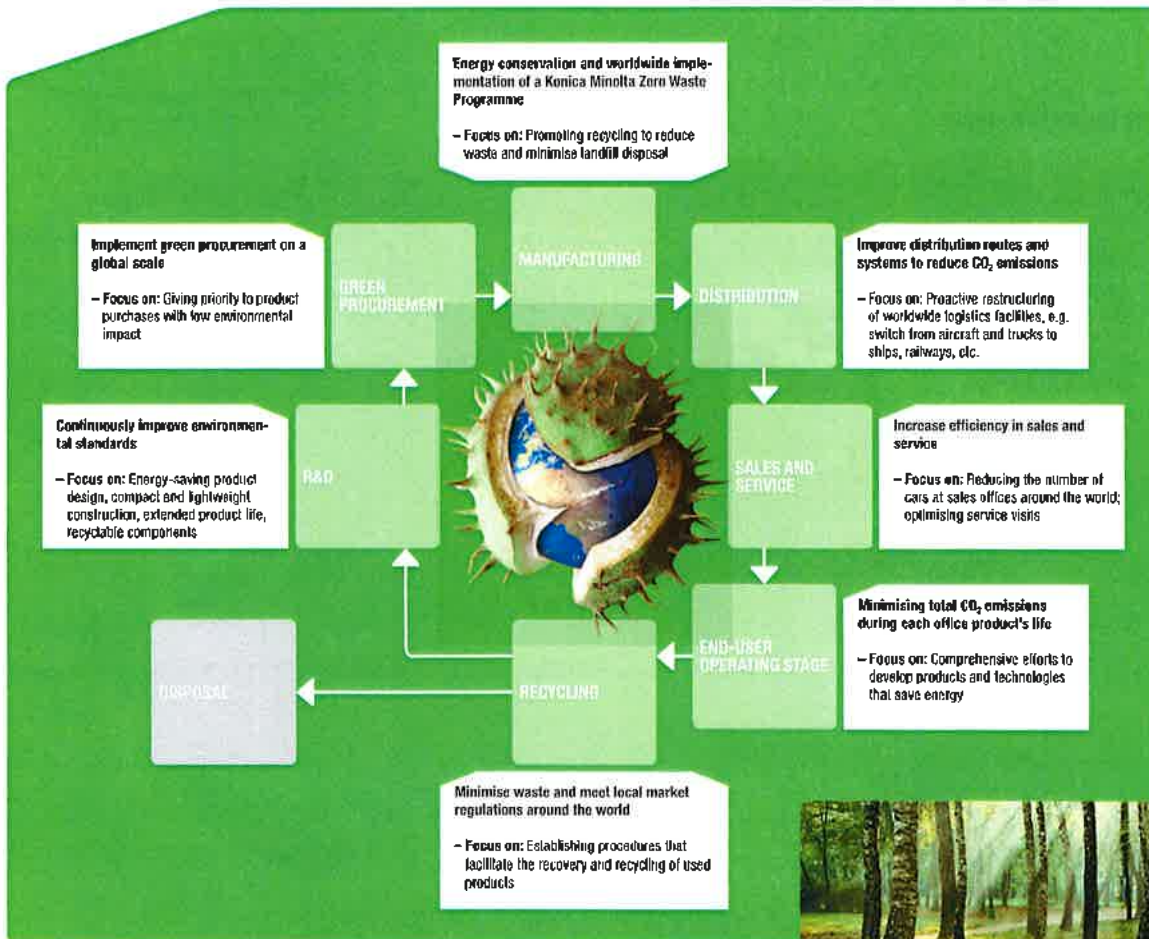 Energy conservation and worldwide imple-
mentation of a Konica Minolta Zero Waste
Programme
– Focus on: Promoting recycling to reduce
waste and minimise landfill disposal
Implement green procurement on a
global scale
– Focus on: Giving priority to product
purchases with low environmental
impact
GREEN
PROCUREMENT
MANUFACTURING
DISTRIBUTION
Improve distribution routes and
systems to reduce CO₂ emissions
– Focus on: Proactive restructuring
of worldwide logistics facilities, e.g.
switch from aircraft and trucks to
ships, railways, etc.
Continuously improve environmen-
tal standards
– Focus on: Energy-saving product
design, compact and lightweight
construction, extended product life,
recyclable components
R&D
SALES AND
SERVICE
Increase efficiency in sales and
service
– Focus on: Reducing the number of
cars at sales offices around the world;
optimising service visits
DISPOSAL
RECYCLING
END-USER
OPERATING STAGE
Minimising total CO₂ emissions
during each office product's life
– Focus on: Comprehensive efforts to
develop products and technologies
that save energy
Minimise waste and meet local market
regulations around the world
– Focus on: Establishing procedures that
facilitate the recovery and recycling of used
products